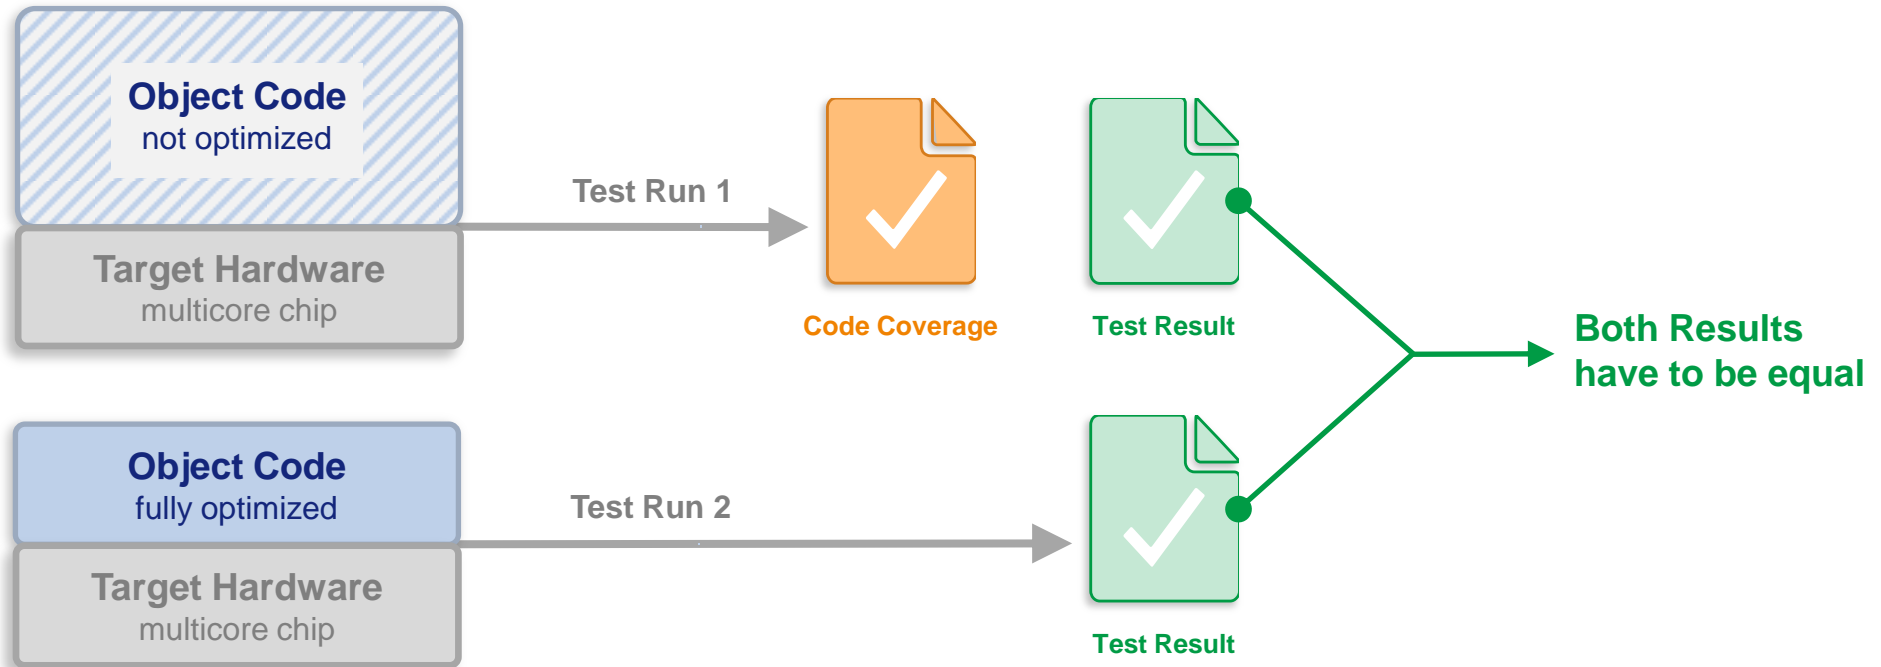 Object Code
not optimized
Target Hardware
multicore chip
Test Run 1
Code Coverage
Test Result
Both Results
have to be equal
Object Code
fully optimized
Target Hardware
multicore chip
Test Run 2
Test Result